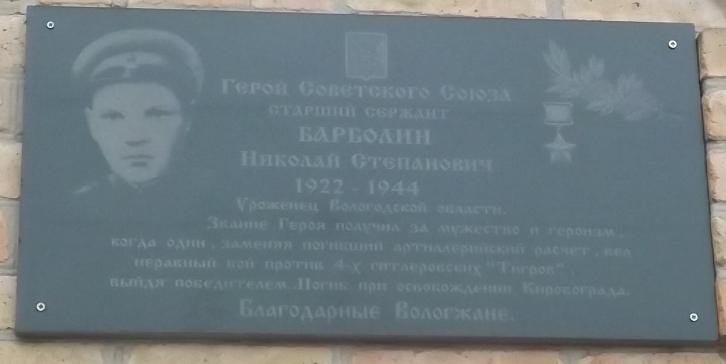 Герой Советского Союза
старший сержант
БАРБОЛИН
Николай Степанович
1922 - 1944
Уроженец Вологодской области.
Звание Героя получил за мужество и героизм,
когда один, заменяя погибший артиллерийский расчет, вел
неравный бой против 4-х гитлеровских "Тигров",
выйдя победителем. Погиб при освобождении Кировограда.
Благодарные Вологжане.